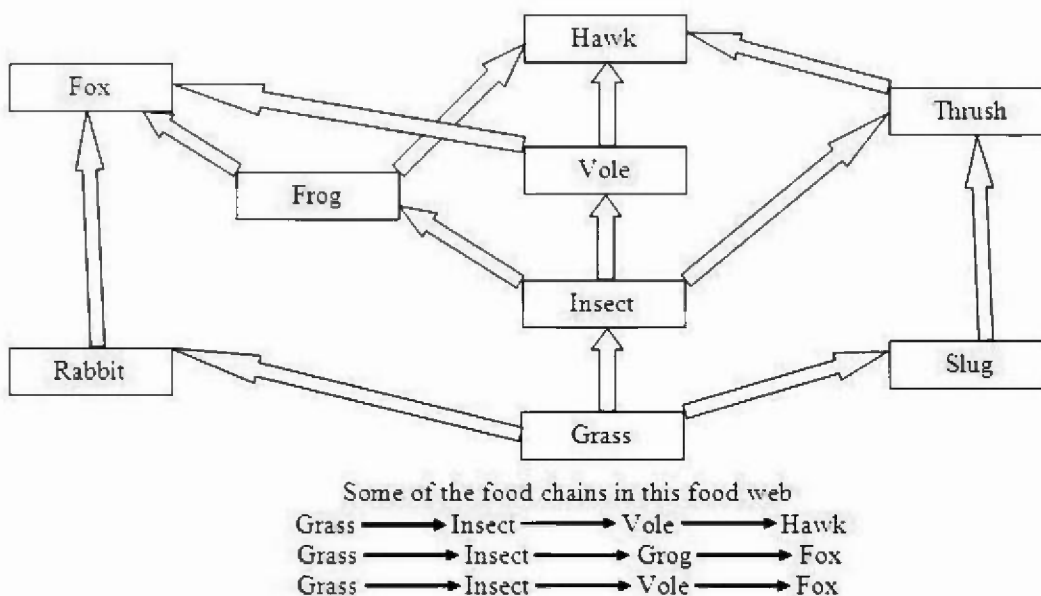 Hawk
Fox
Thrush
Vole
Frog
Insect
Rabbit
Slug
Grass
Some of the food chains in this food web
Grass Insect Vole Hawk
Grass Insect Grog Fox
Grass Insect Vole Fox